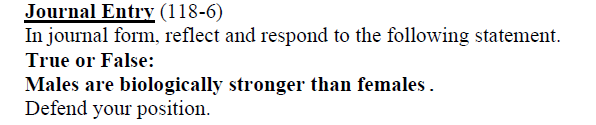 Journal Entry (118-6)
In journal form, reflect and respond to the following statement.
True or False:
Males are biologically stronger than females .
Defend your position.